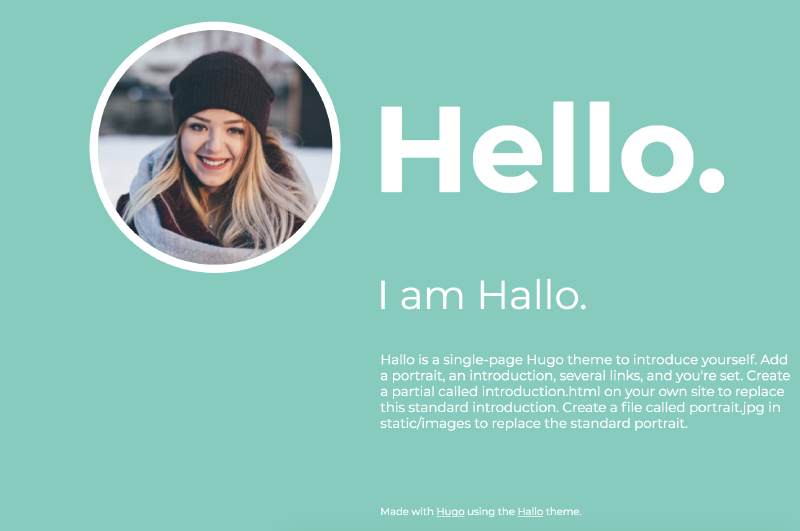 Hello.
I am Hallo.
Hallo is a single-page Hugo theme to introduce yourself. Add
a portrait, an introduction, several links, and you're set. Create
a partial called introduction.html on your own site to replace
this standard introduction. Create a file called portrait.jpg in
static/images to replace the standard portrait.
Made with Hugo using the Hallo theme.